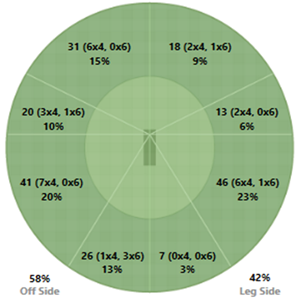 31 (6x4, 0x6)
15%
18 (2x4, 1x6)
9%
20 (3x4, 1x6)
10%
13 (2x4, 0x6)
6%
41 (7x4, 0x6)
20%
46 (6x4, 1x6)
23%
26 (1x4, 3x6)
13%
7 (0x4, 0x6)
3%
58%
Off Side
42%
Leg Side